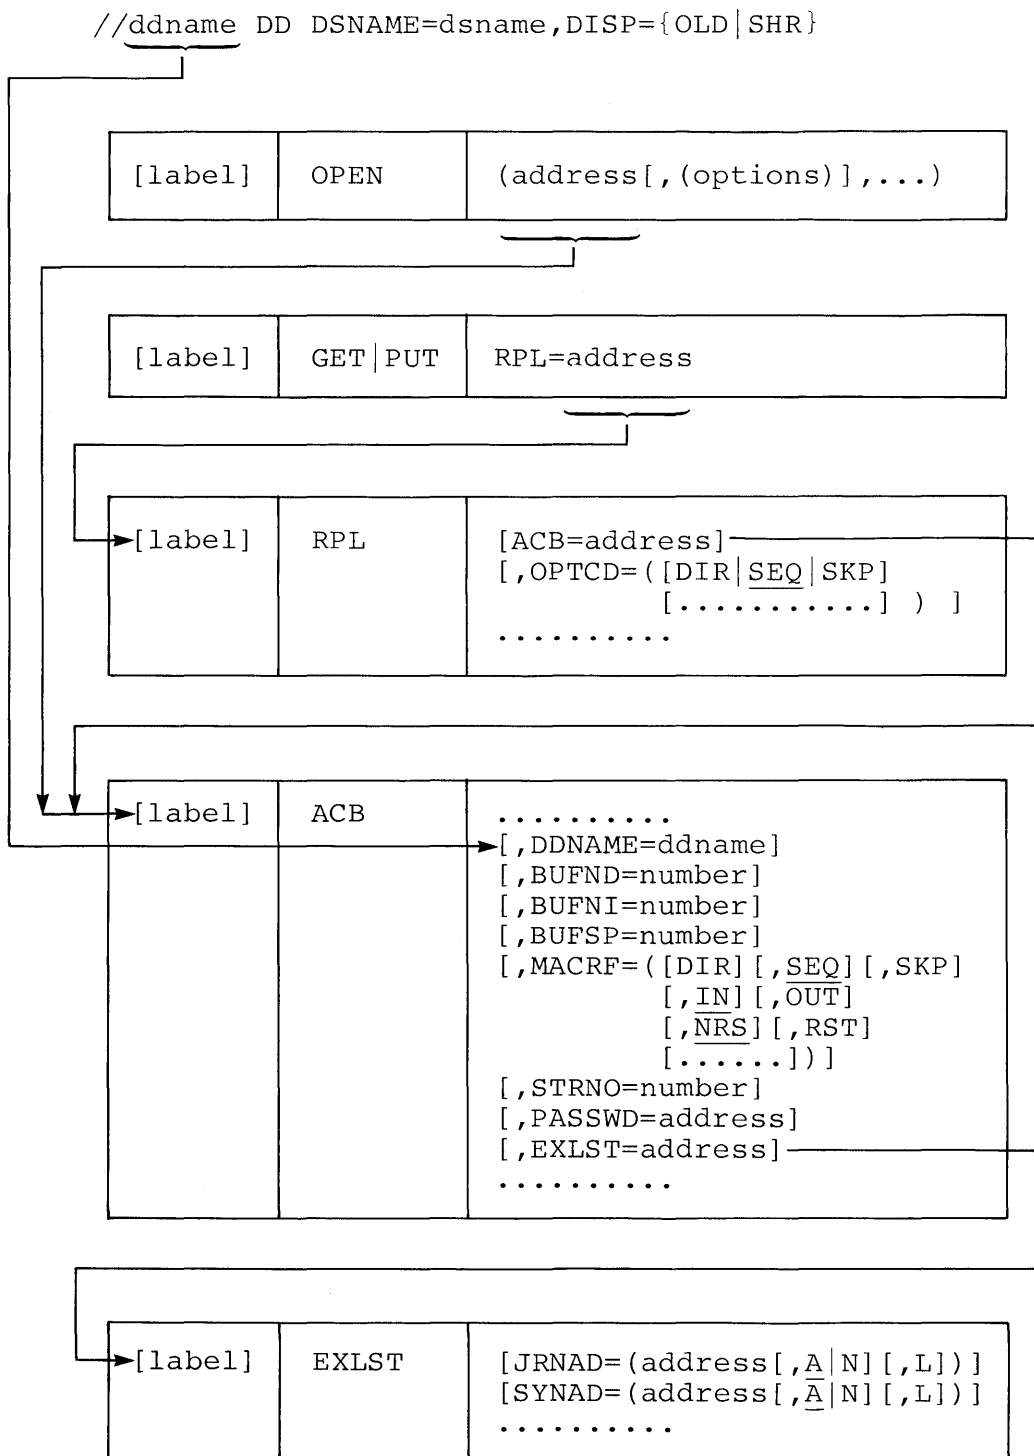 //ddname DD DSNAME=dsname,DISP={OLD|SHR}
[label] OPEN (address[,(options)],...)
[label] GET|PUT RPL=address
[label] RPL [ACB=address]
[,OPTCD=([DIR|SEQ|SKP]
[...........] ) ]
..........
[label] ACB ..........
[,DDNAME=ddname]
[,BUFND=number]
[,BUFNI=number]
[,BUFSP=number]
[,MACRF=([DIR][,SEQ][,SKP]
[,IN][,OUT]
[,NRS][,RST]
[......])]
[,STRNO=number]
[,PASSWD=address]
[,EXLST=address]
..........
[label] EXLST [JRNAD=(address[,A|N][,L])]
[SYNAD=(address[,A|N][,L])]
..........